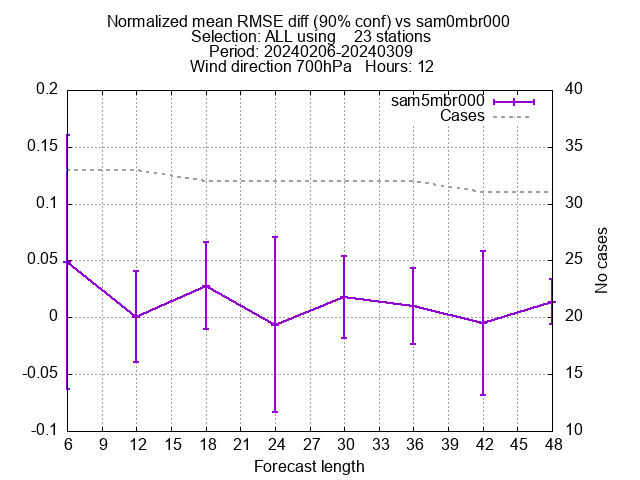 Normalized mean RMSE diff (90% conf) vs sam0mbr000
Selection: ALL using    23 stations
Period: 20240206-20240309
Wind direction 700hPa   Hours: 12
sam5mbr000
Cases
0.2
0.15
0.1
0.05
0
-0.05
-0.1
40
35
30
25
20
15
10
No cases
6 9 12 15 18 21 24 27 30 33 36 39 42 45 48
Forecast length